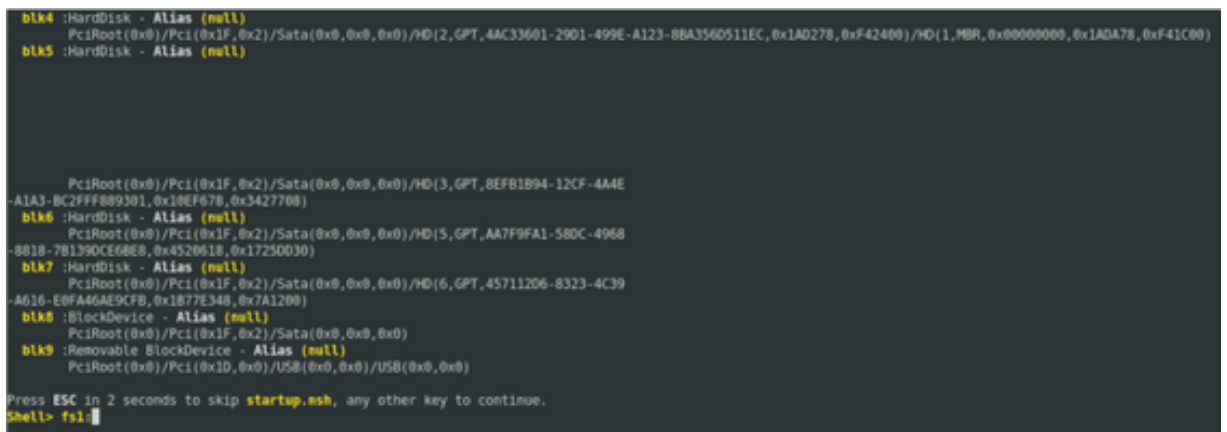 blk4 :HardDisk - Alias (null)
PciRoot(0x0)/Pci(0x1F,0x2)/Sata(0x0,0x0,0x0)/HD(2,GPT,4AC33601-29D1-499E-A123-8BA356D511EC,0x1AD278,0xF42400)/HD(1,MBR,0x00000000,0x1ADA78,0xF41C00)
blk5 :HardDisk - Alias (null)
PciRoot(0x0)/Pci(0x1F,0x2)/Sata(0x0,0x0,0x0)/HD(3,GPT,8EFB1B94-12CF-4A4E
-A1A3-BC2FFF889301,0x10EF678,0x3427708)
blk6 :HardDisk - Alias (null)
PciRoot(0x0)/Pci(0x1F,0x2)/Sata(0x0,0x0,0x0)/HD(5,GPT,AA7F9FA1-58DC-4968
-8818-7B139DCE6BE8,0x4520618,0x1725DD30)
blk7 :HardDisk - Alias (null)
PciRoot(0x0)/Pci(0x1F,0x2)/Sata(0x0,0x0,0x0)/HD(6,GPT,457112D6-8323-4C39
-A616-E0FA46AE9CFB,0x1B77E348,0x7A1200)
blk8 :BlockDevice - Alias (null)
PciRoot(0x0)/Pci(0x1F,0x2)/Sata(0x0,0x0,0x0)
blk9 :Removable BlockDevice - Alias (null)
PciRoot(0x0)/Pci(0x1D,0x0)/USB(0x0,0x0)/USB(0x0,0x0)
Press ESC in 2 seconds to skip startup.nsh, any other key to continue.
Shell> fs1: